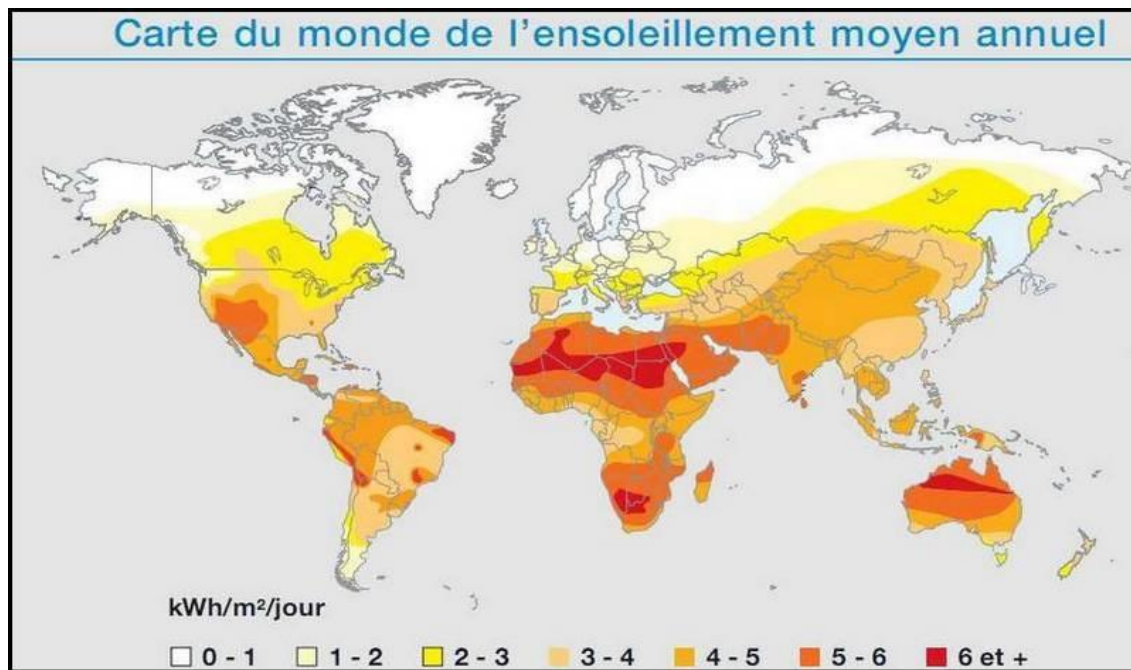 Carte du monde de l'ensoleillement moyen annuel
kWh/m²/jour
0 - 1 1 - 2 2 - 3 3 - 4 4 - 5 5 - 6 6 et +